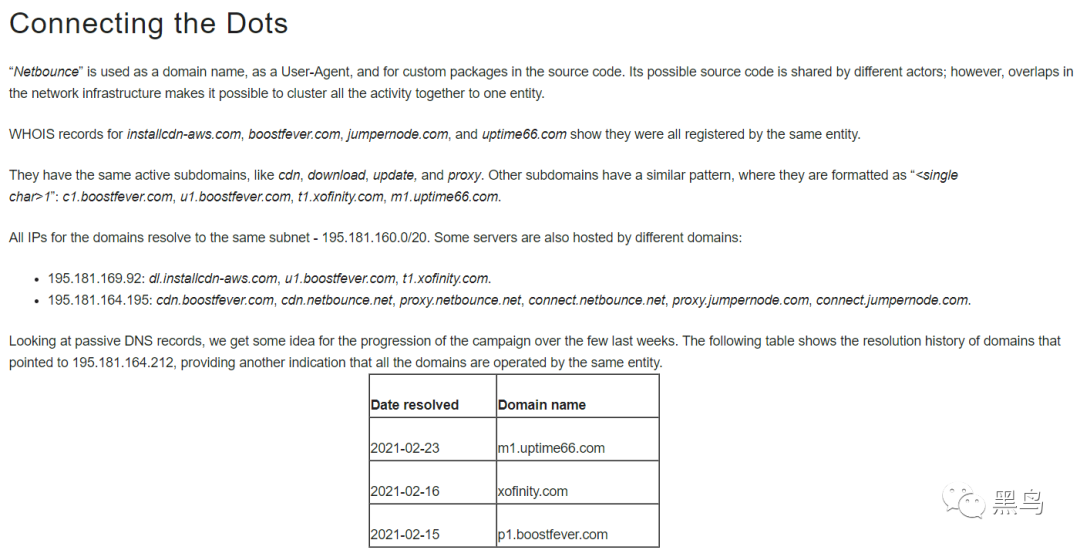 Connecting the Dots
“Netbounce” is used as a domain name, as a User-Agent, and for custom packages in the source code. Its possible source code is shared by different actors; however, overlaps in
the network infrastructure makes it possible to cluster all the activity together to one entity.
WHOIS records for installcdn-aws.com, boostfever.com, jumpernode.com, and uptime66.com show they were all registered by the same entity.
They have the same active subdomains, like cdn, download, update, and proxy. Other subdomains have a similar pattern, where they are formatted as “<single
char>1”: c1.boostfever.com, u1.boostfever.com, t1.xofinity.com, m1.uptime66.com.
All IPs for the domains resolve to the same subnet - 195.181.160.0/20. Some servers are also hosted by different domains:
• 195.181.169.92: dl.installcdn-aws.com, u1.boostfever.com, t1.xofinity.com.
• 195.181.164.195: cdn.boostfever.com, cdn.netbounce.net, proxy.netbounce.net, connect.netbounce.net, proxy.jumpernode.com, connect.jumpernode.com.
Looking at passive DNS records, we get some idea for the progression of the campaign over the few last weeks. The following table shows the resolution history of domains that
pointed to 195.181.164.212, providing another indication that all the domains are operated by the same entity.
Date resolved Domain name
2021-02-23 m1.uptime66.com
2021-02-16 xofinity.com
2021-02-15 p1.boostfever.com
黑鸟